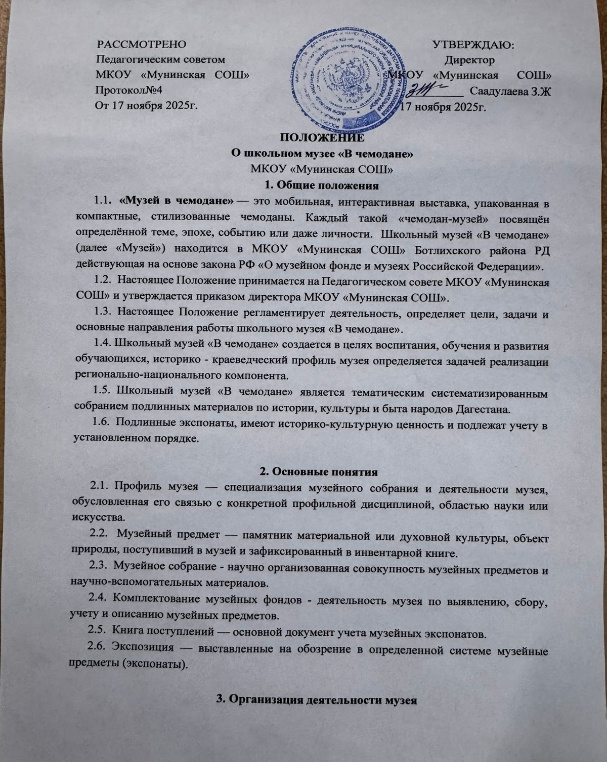 РАССМОТРЕНО
Педагогическим советом
МКОУ «Мунинская СОШ»
Протокол№4
От 17 ноября 2025г.
УТВЕРЖДАЮ:
Директор
МКОУ «Мунинская СОШ»
Саадулаева З.Ж
17 ноября 2025г.
ПОЛОЖЕНИЕ
О школьном музее «В чемодане»
МКОУ «Мунинская СОШ»
1. Общие положения
1.1. «Музей в чемодане» — это мобильная, интерактивная выставка, упакованная в
компактные, стилизованные чемоданы. Каждый такой «чемодан-музей» посвящён
определённой теме, эпохе, событию или даже личности. Школьный музей «В чемодане»
(далее «Музей») находится в МКОУ «Мунинская СОШ» Ботлихского района РД
действующая на основе закона РФ «О музейном фонде и музеях Российской Федерации».
1.2. Настоящее Положение принимается на Педагогическом совете МКОУ «Мунинская
СОШ» и утверждается приказом директора МКОУ «Мунинская СОШ».
1.3. Настоящее Положение регламентирует деятельность, определяет цели, задачи и
основные направления работы школьного музея «В чемодане».
1.4. Школьный музей «В чемодане» создается в целях воспитания, обучения и развития
обучающихся, историко - краеведческий профиль музея определяется задачей реализации
регионально-национального компонента.
1.5. Школьный музей «В чемодане» является тематическим систематизированным
собранием подлинных материалов по истории, культуры и быта народов Дагестана.
1.6. Подлинные экспонаты, имеют историко-культурную ценность и подлежат учету в
установленном порядке.
2. Основные понятия
2.1. Профиль музея — специализация музейного собрания и деятельности музея,
обусловленная его связью с конкретной профильной дисциплиной, областью науки или
искусства.
2.2. Музейный предмет — памятник материальной или духовной культуры, объект
природы, поступивший в музей и зафиксированный в инвентарной книге.
2.3. Музейное собрание - научно организованная совокупность музейных предметов и
научно-вспомогательных материалов.
2.4. Комплектование музейных фондов - деятельность музея по выявлению, сбору,
учету и описанию музейных предметов.
2.5. Книга поступлений — основной документ учета музейных экспонатов.
2.6. Экспозиция — выставленные на обозрение в определенной системе музейные
предметы (экспонаты).
3. Организация деятельности музея